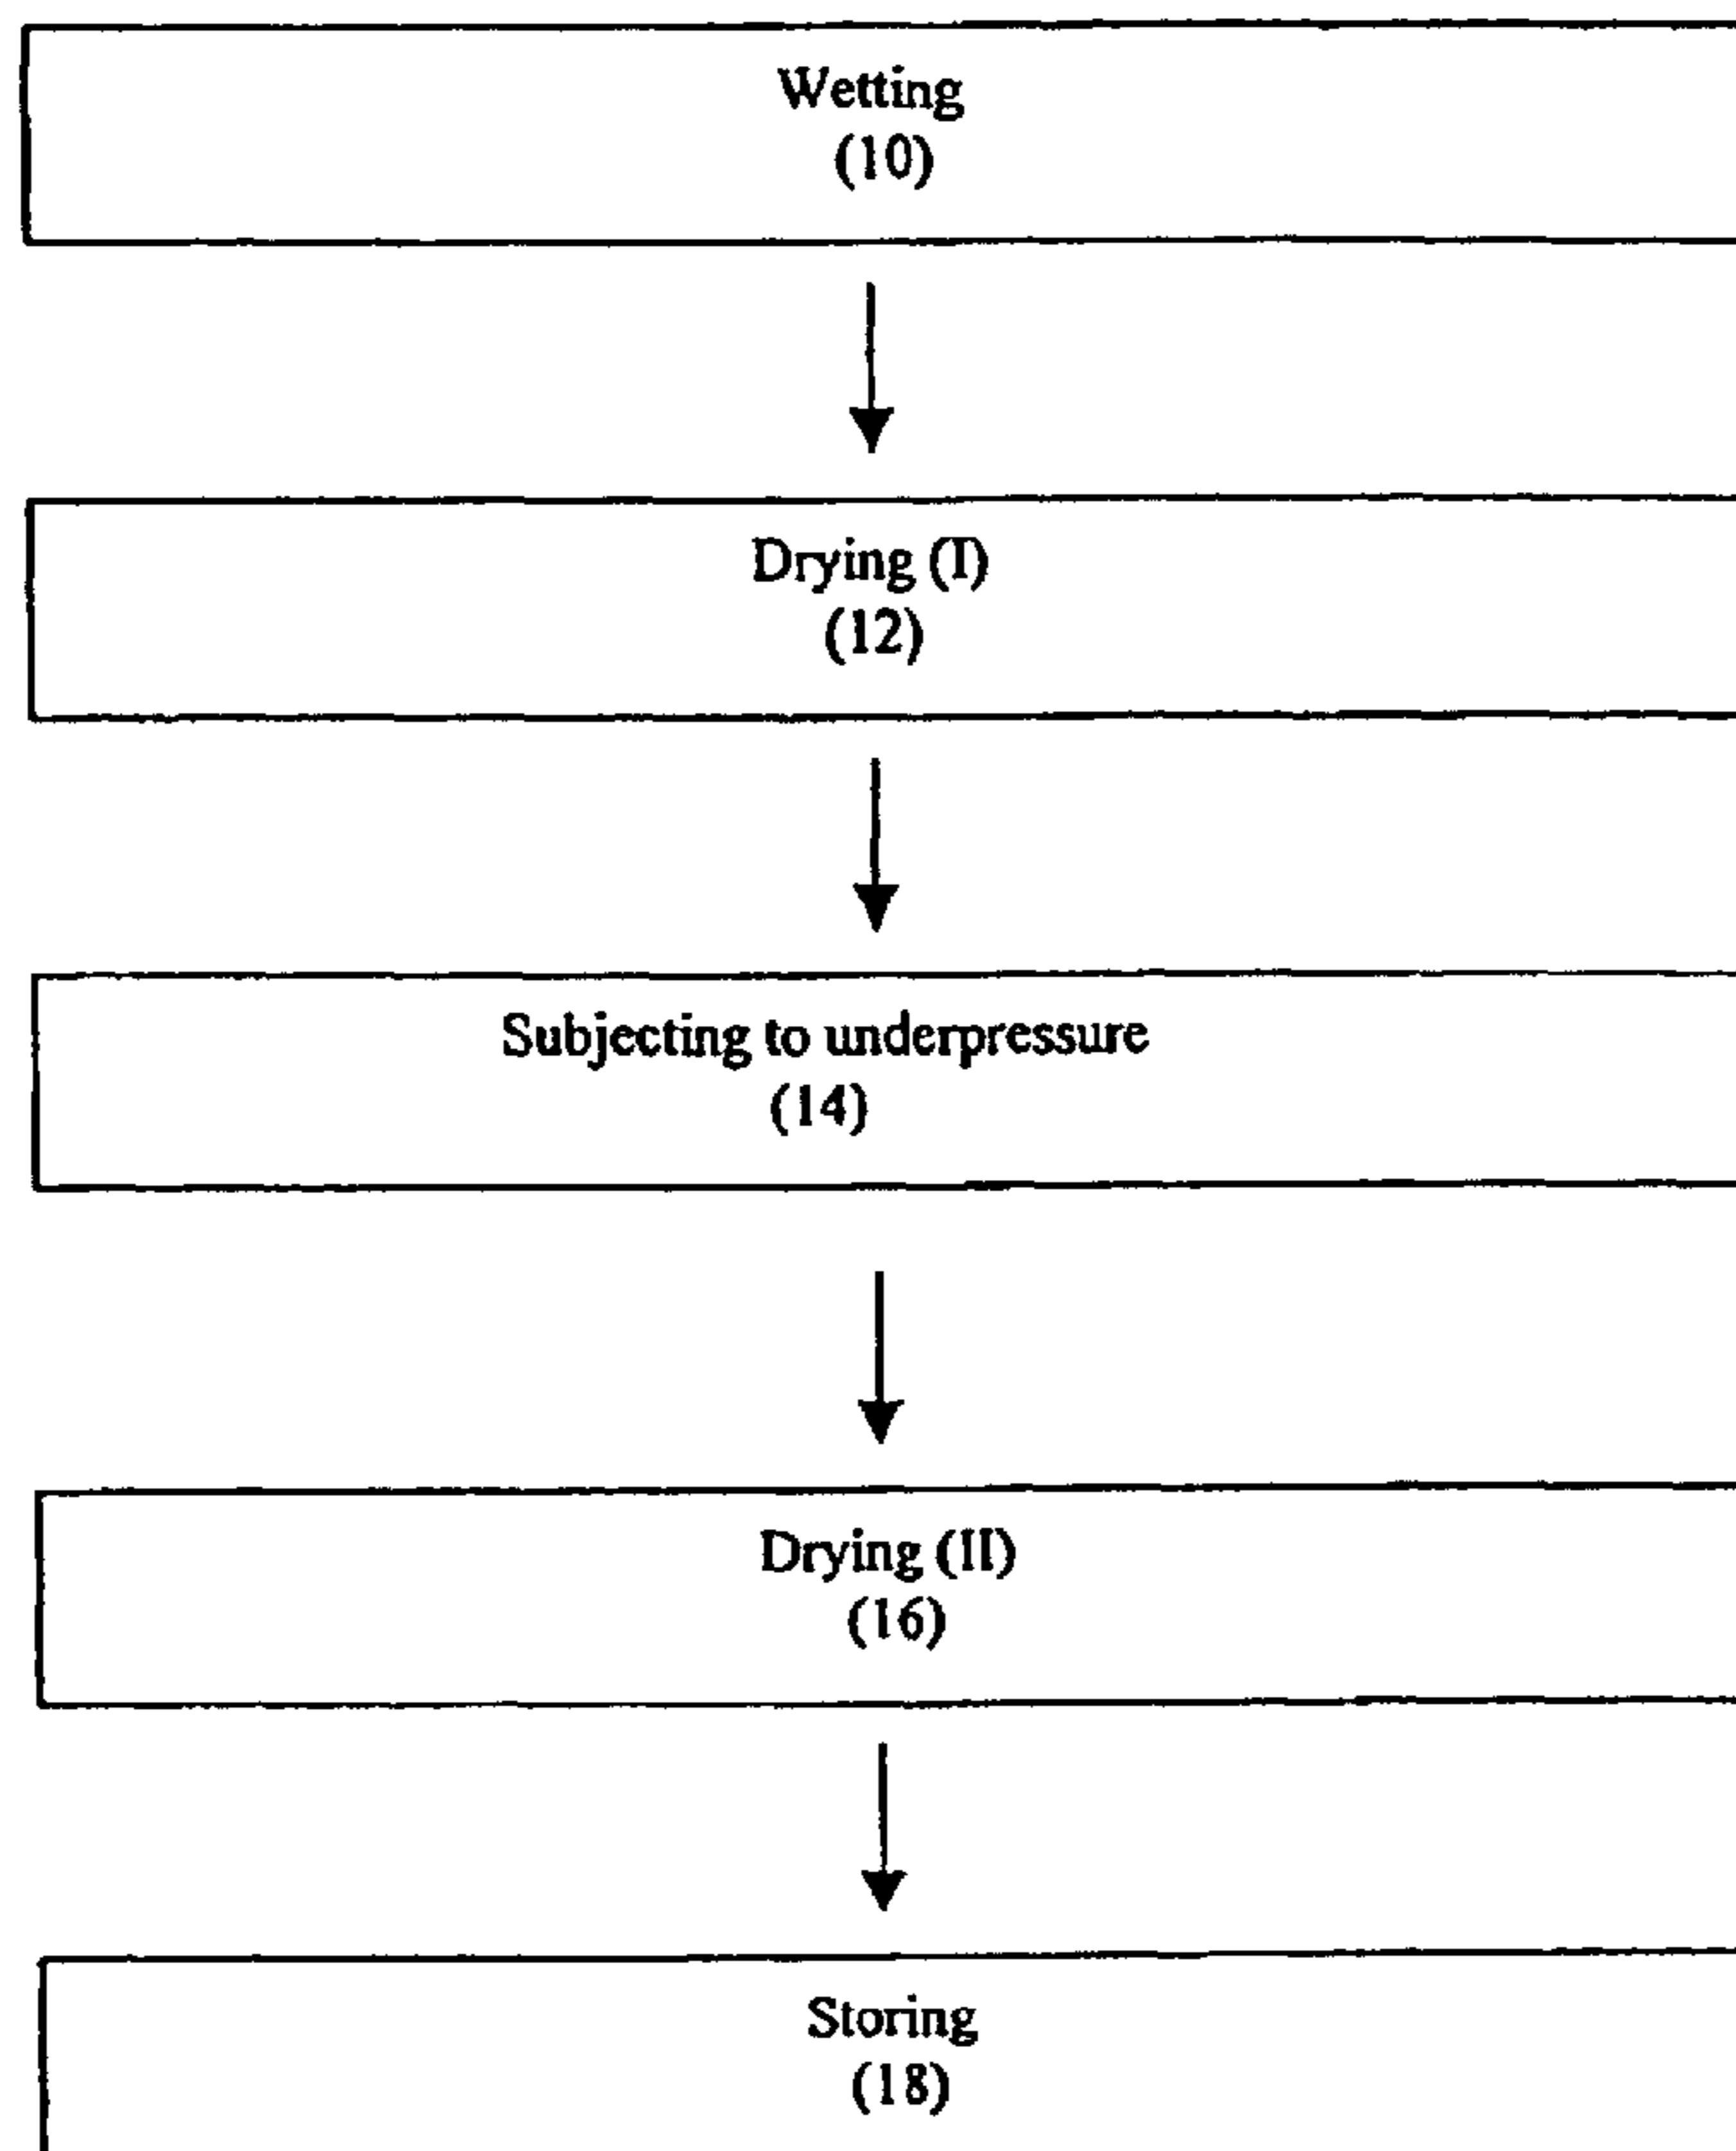 Wetting
(10)
Drying (I)
(12)
Subjecting to underpressure
(14)
Drying (II)
(16)
Storing
(18)